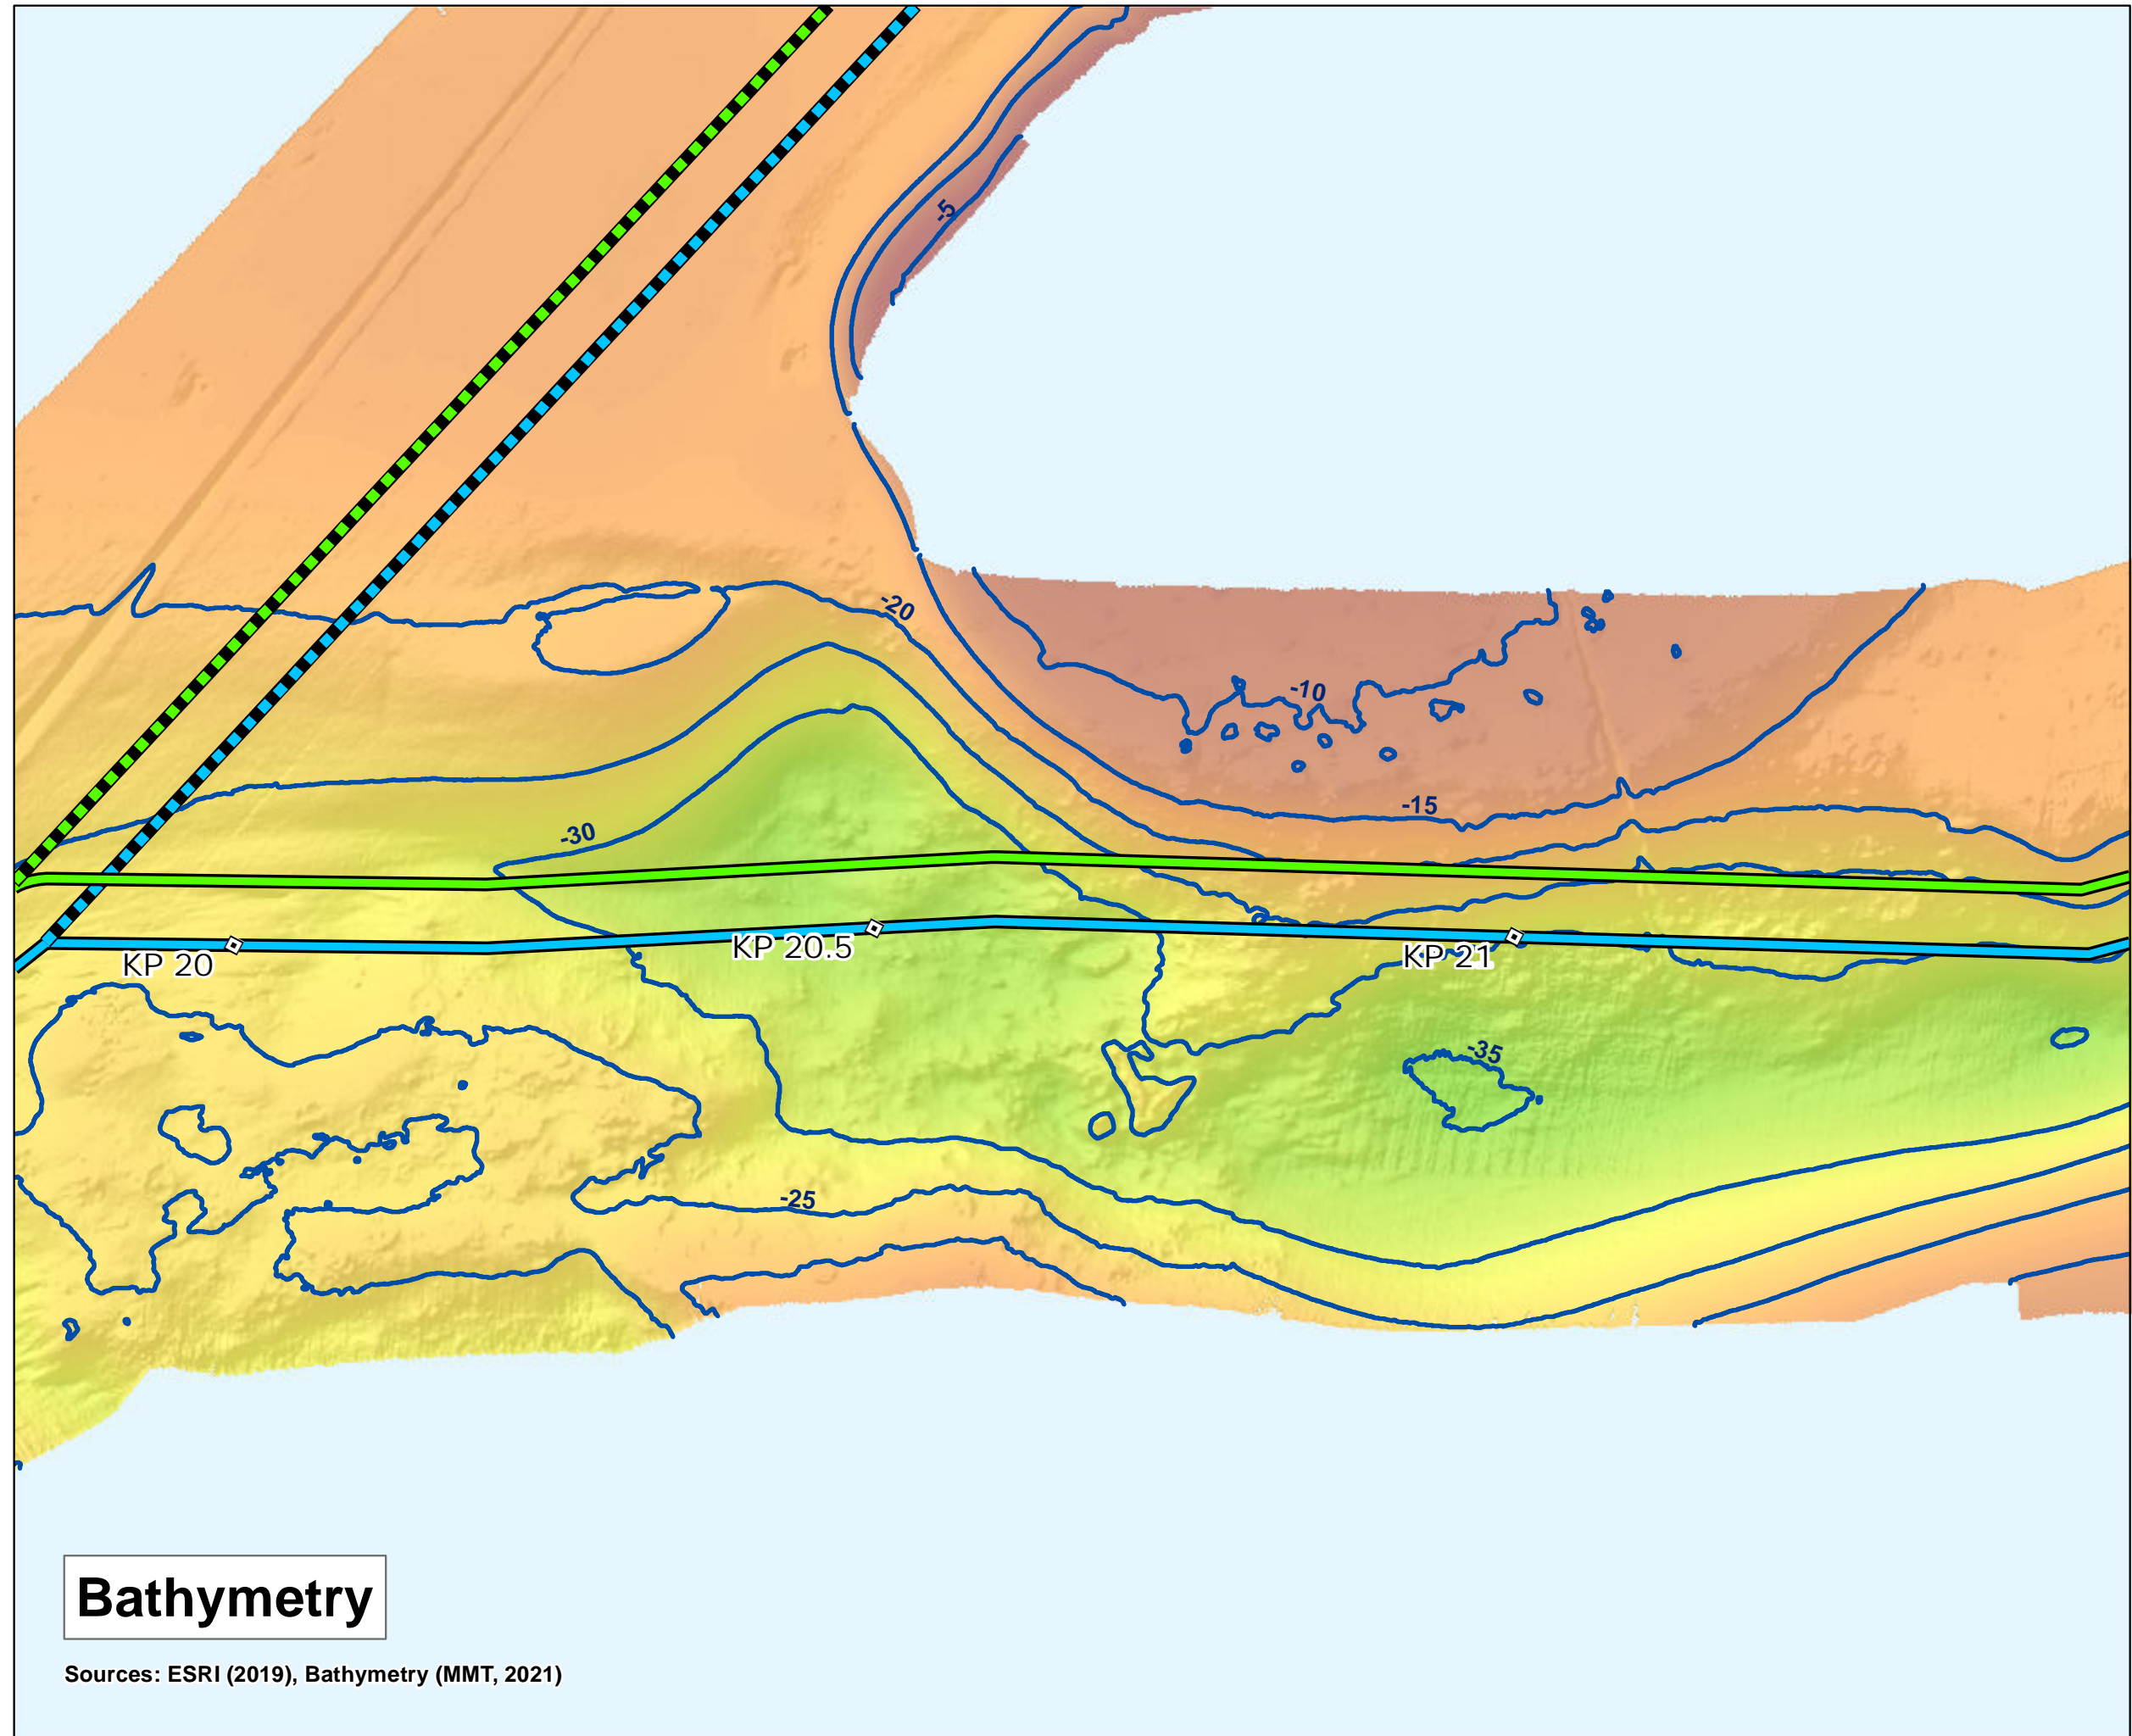 -5
-20
-10
-15
-30
KP 20.5
KP 21
KP 20
-35
-25
Bathymetry
Sources: ESRI (2019), Bathymetry (MMT, 2021)